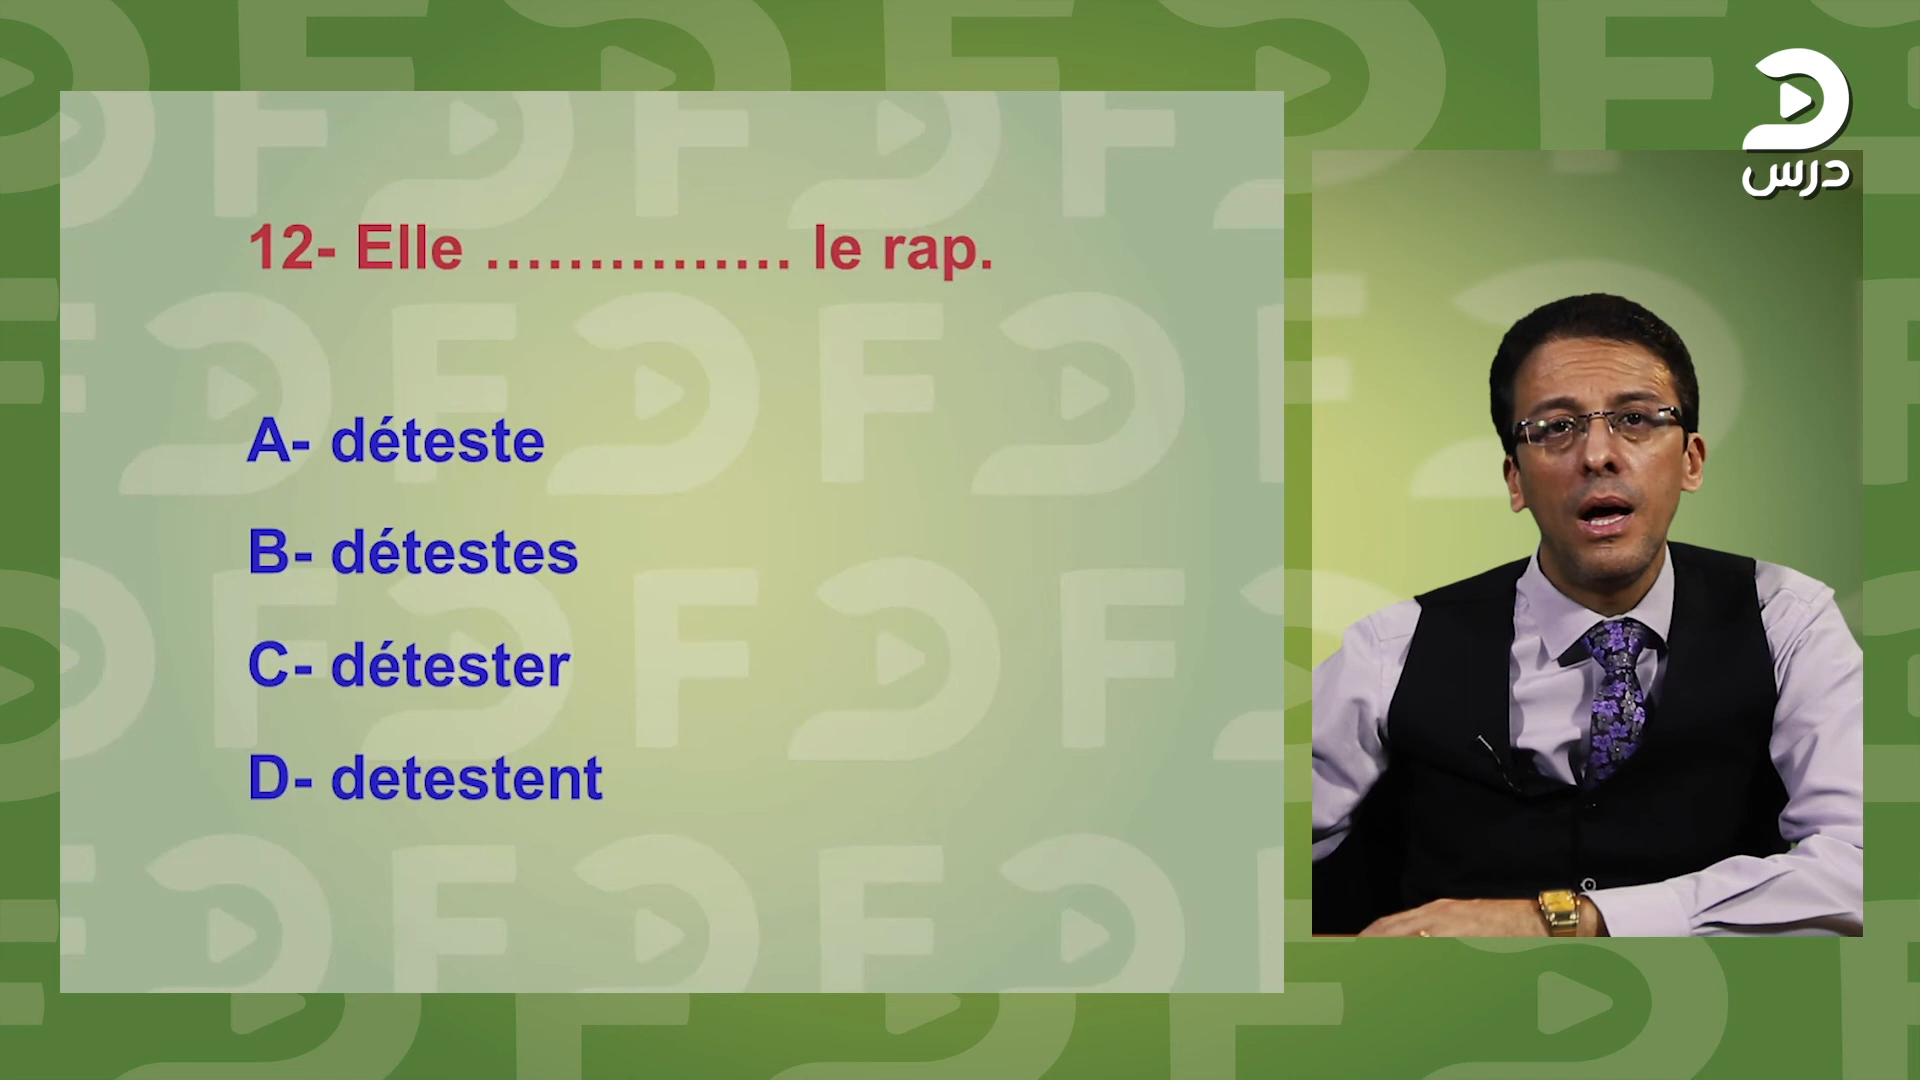 درس
12- Elle …………… le rap.
A- déteste
B- détestes
C- détester
D- detestent